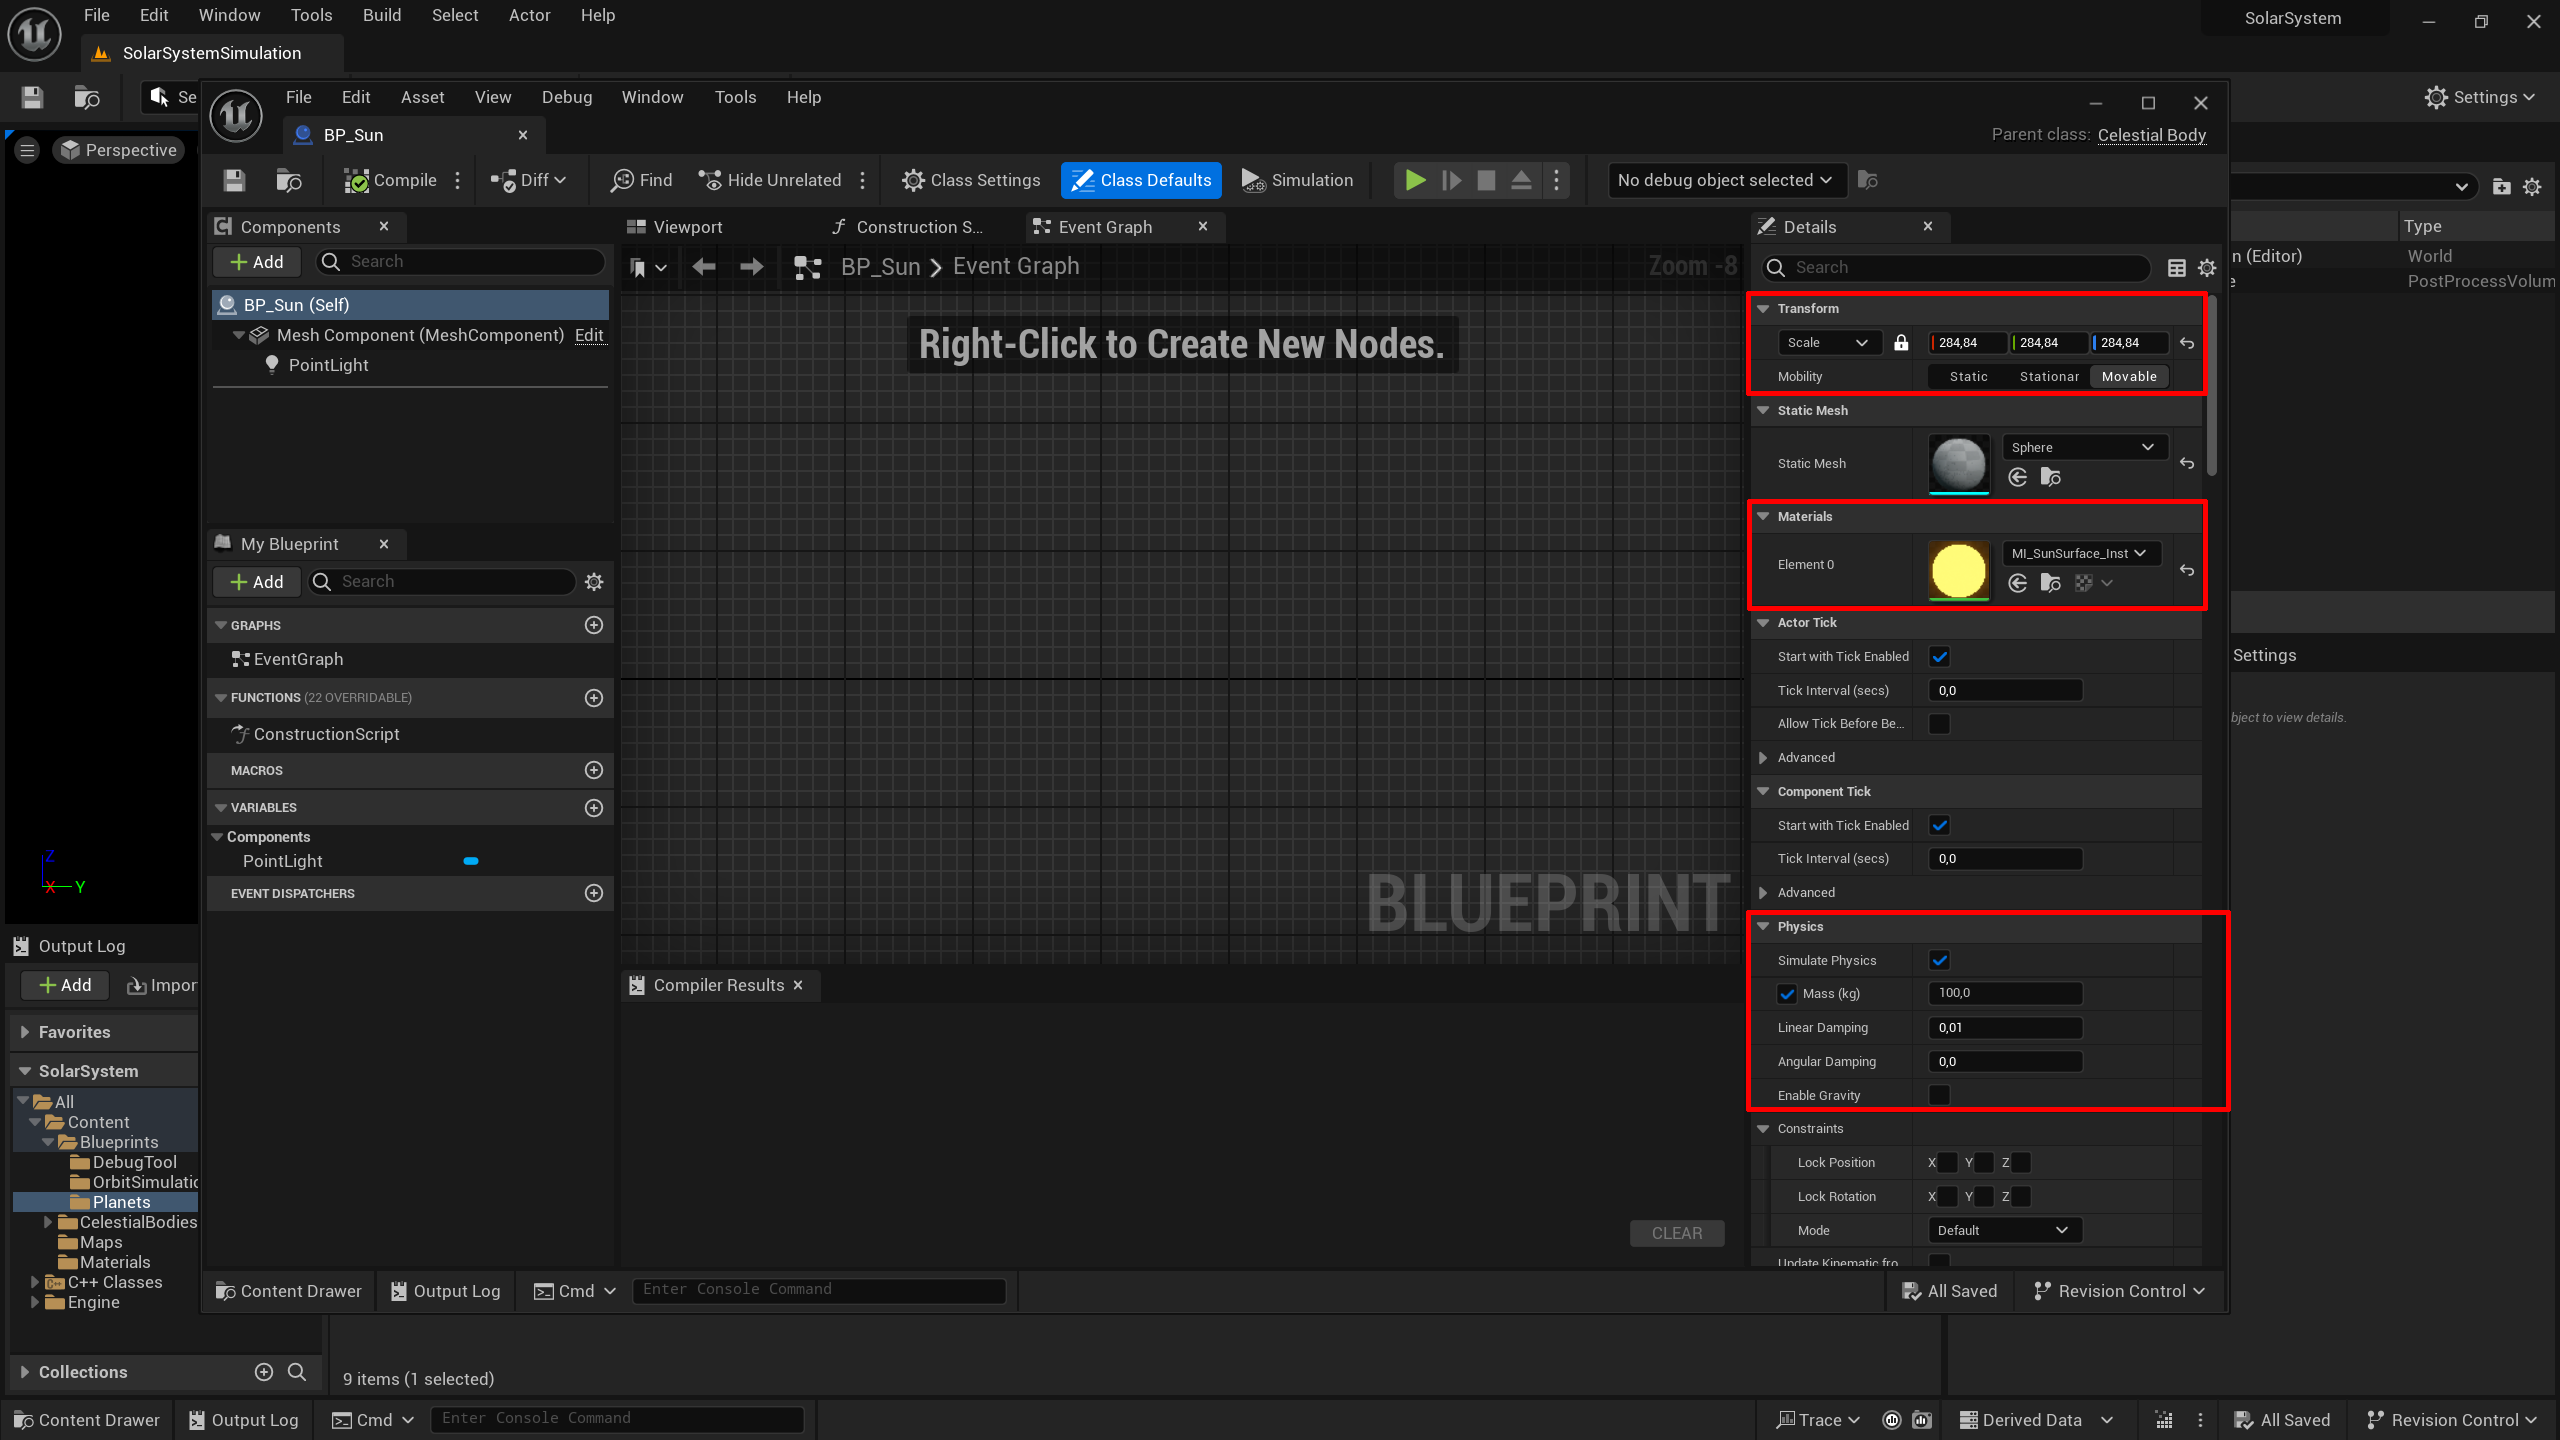 File Edit Window Tools Build Select Actor Help
SolarSystem
SolarSystemSimulation
Se
Settings
File Edit Asset View Debug Window Tools Help
BP_Sun
Parent class: Celestial Body
Perspective
Compile
Diff
Find
Hide Unrelated
Class Settings
Class Defaults
Simulation
No debug object selected
Components
Add
Search
BP_Sun (Self)
Mesh Component (MeshComponent) Edit
PointLight
My Blueprint
Add
Search
GRAPHS
EventGraph
FUNCTIONS (22 OVERRIDABLE)
ConstructionScript
MACROS
VARIABLES
Components
PointLight
EVENT DISPATCHERS
Viewport
Construction S...
Event Graph
BP_Sun > Event Graph
Zoom -8
Right-Click to Create New Nodes.
BLUEPRINT
Compiler Results
CLEAR
Details
Search
Transform
Scale 284,84 284,84 284,84
Mobility Static Stationar Movable
Static Mesh
Static Mesh Sphere
Materials
Element 0 MI_SunSurface_Inst
Actor Tick
Start with Tick Enabled
Tick Interval (secs) 0,0
Allow Tick Before Be...
Advanced
Component Tick
Start with Tick Enabled
Tick Interval (secs) 0,0
Advanced
Physics
Simulate Physics
Mass (kg) 100,0
Linear Damping 0,01
Angular Damping 0,0
Enable Gravity
Constraints
Lock Position X Y Z
Lock Rotation X Y Z
Mode Default
Update Kinematic fro
Content Drawer Output Log Cmd Enter Console Command
All Saved Revision Control
Type
n (Editor) World
e PostProcessVolum
Settings
bject to view details.
Z
X Y
Output Log
Add Impor
Favorites
SolarSystem
All
Content
Blueprints
DebugTool
OrbitSimulatio
Planets
CelestialBodies
Maps
Materials
C++ Classes
Engine
Collections
9 items (1 selected)
Content Drawer Output Log Cmd Enter Console Command
Trace Derived Data All Saved Revision Control